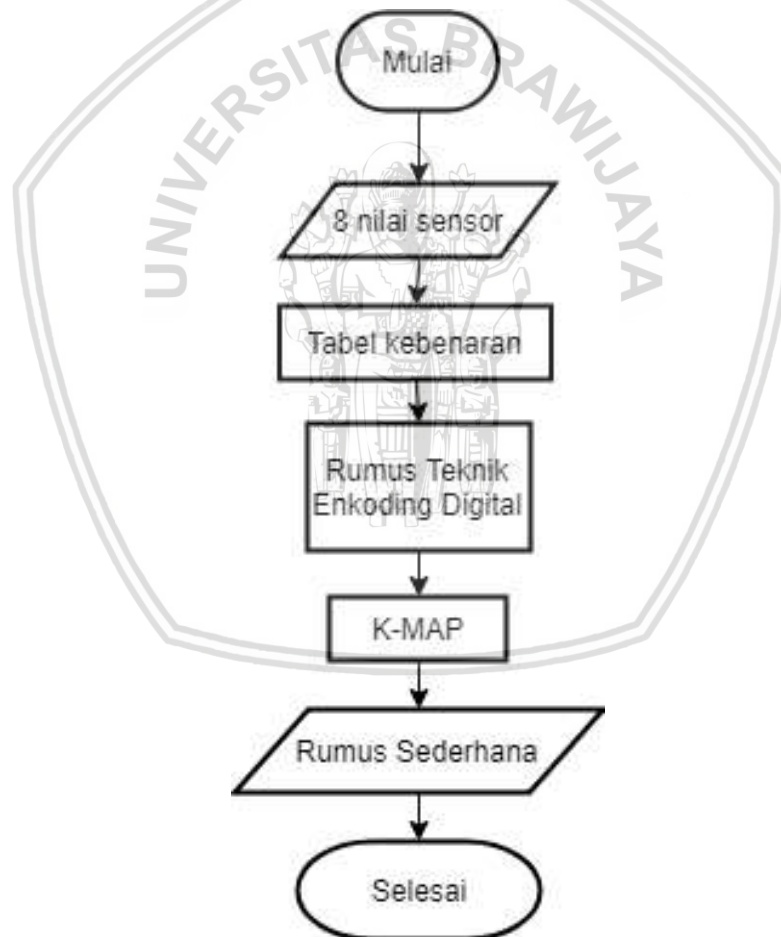 UNIVERSITAS BRAWIJAYA
Mulai
8 nilai sensor
Tabel kebenaran
Rumus Teknik
Enkoding Digital
K-MAP
Rumus Sederhana
Selesai